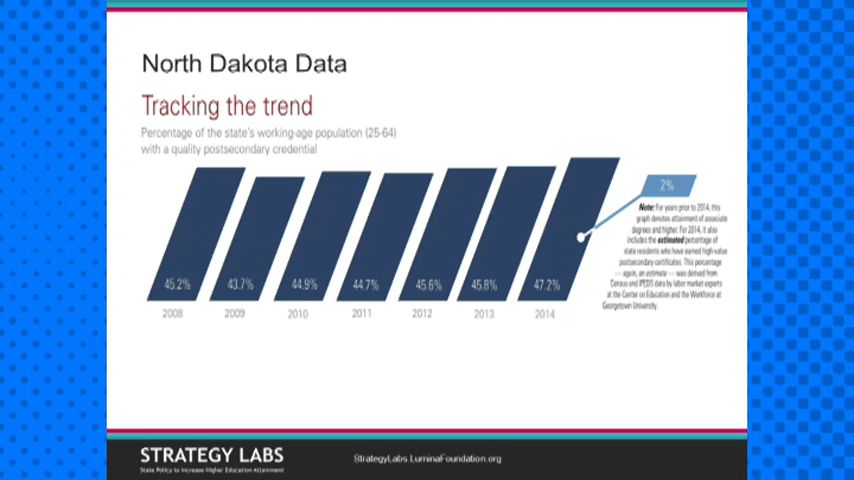 North Dakota Data
Tracking the trend
Percentage of the state's working-age population (25-64)
with a quality postsecondary credential
2%
Note: For years prior to 2014, this
graph denotes attainment of associate
degrees and higher. For 2014, it also
includes the estimated percentage of
state residents who have earned high-value
postsecondary certificates. This percentage
— again, an estimate — was derived from
Census and IPEDS data by labor market experts
at the Center on Education and the Workforce at
Georgetown University.
45.2% 43.7% 44.9% 44.7% 45.6% 45.8% 47.2%
2008 2009 2010 2011 2012 2013 2014
STRATEGY LABS
State Policy to Increase Higher Education Attainment
StrategyLabs.LuminaFoundation.org